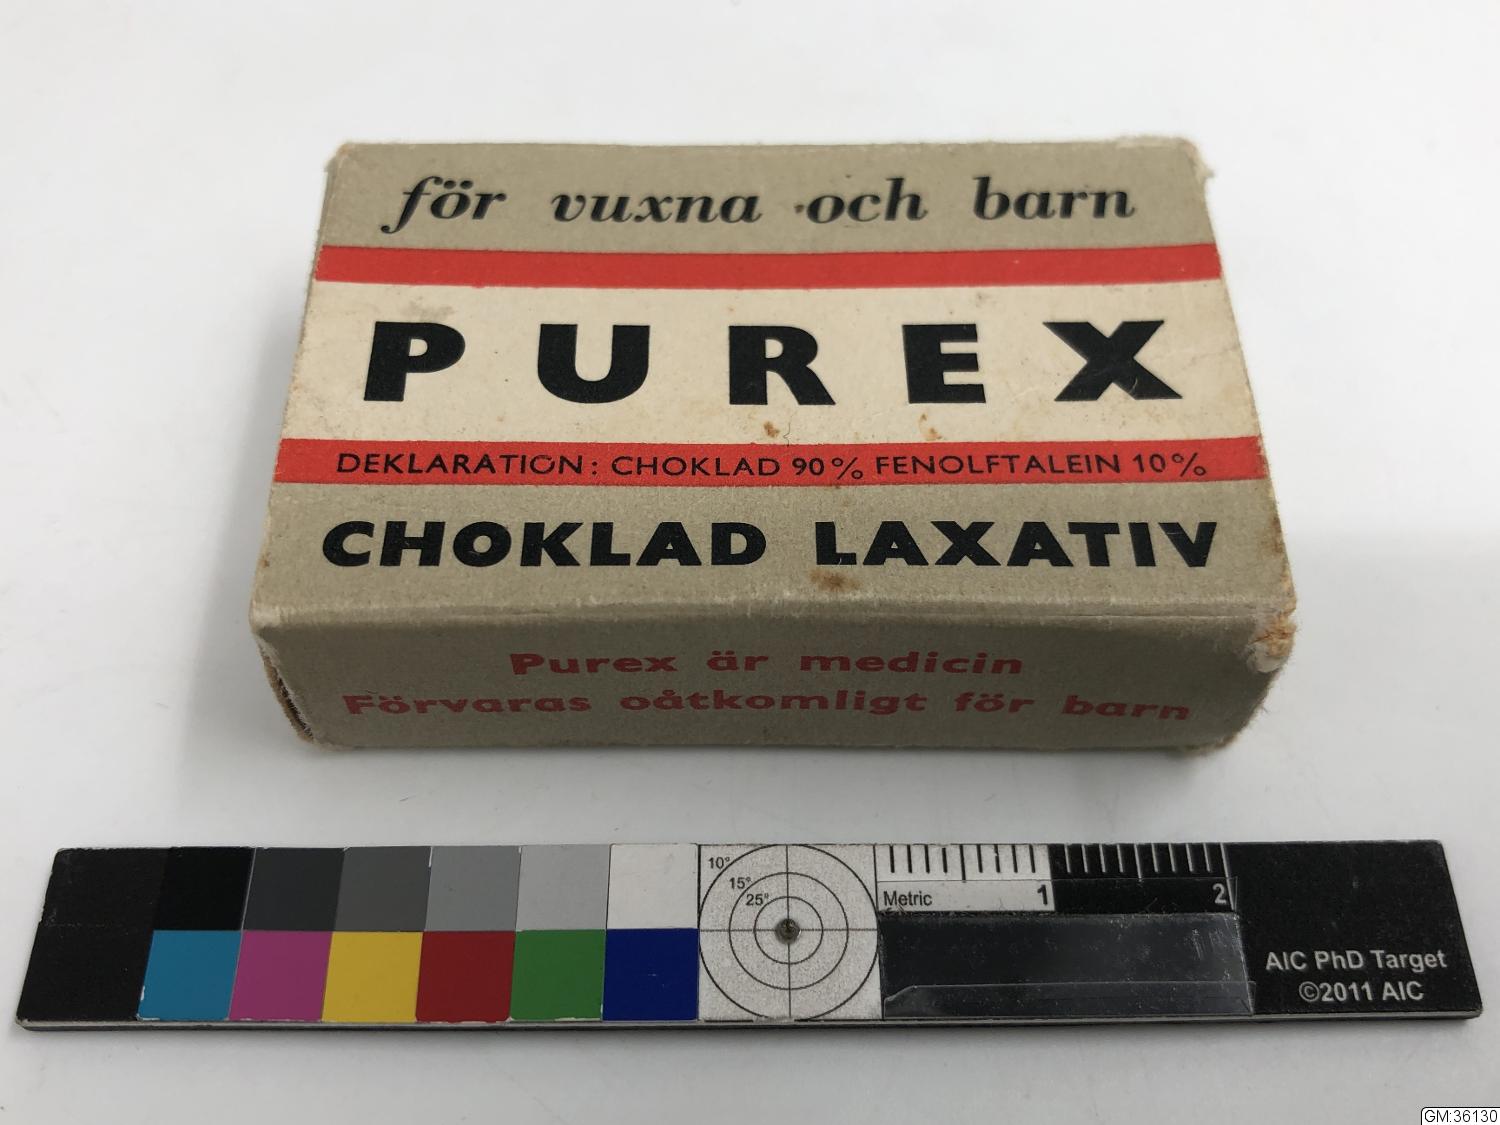 för vuxna och barn
PUREX
DEKLARATION: CHOKLAD 90% FENOLFTALEIN 10%
CHOKLAD LAXATIV
Purex är medicin
Förvaras oåtkomligt för barn
10°
15°
25°
Metric
1
2
AIC PhD Target
©2011 AIC
GM:36130